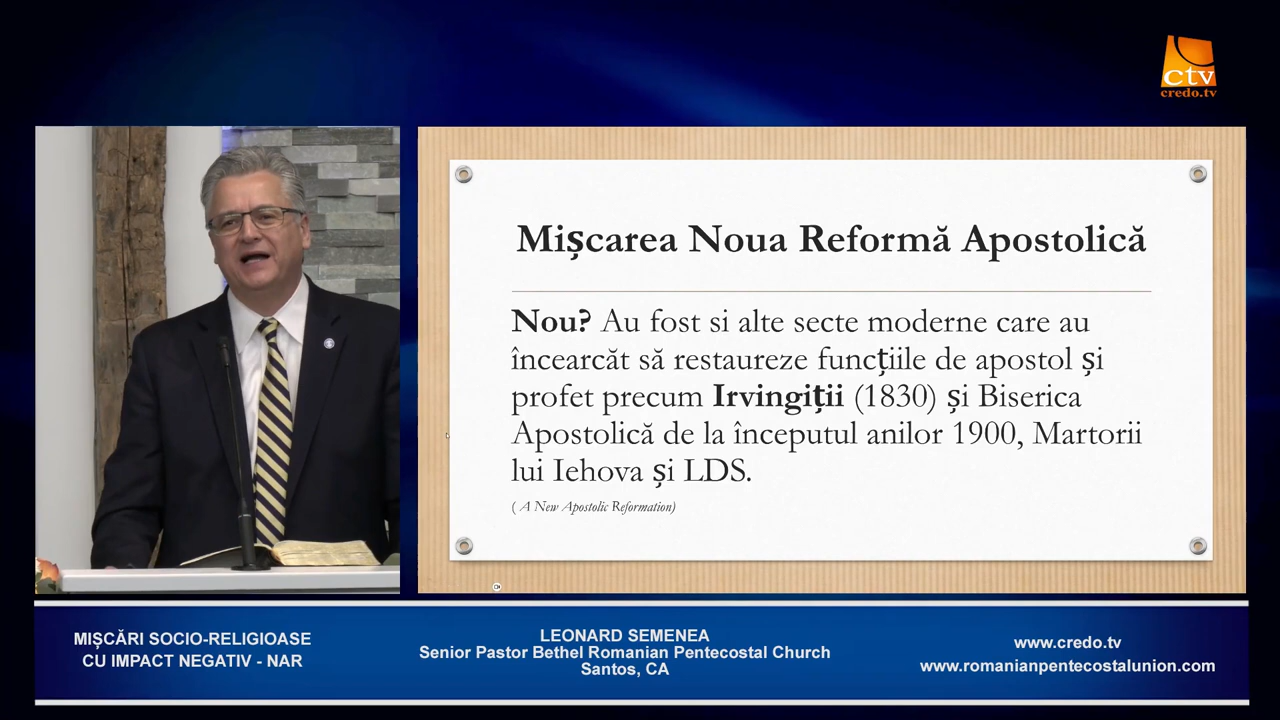 ctv
credo.tv
Mișcarea Noua Reformă Apostolică
Nou? Au fost si alte secte moderne care au
încearcăt să restaureze funcțiile de apostol și
profet precum Irvingiții (1830) și Biserica
Apostolică de la începutul anilor 1900, Martorii
lui Iehova și LDS.
( A New Apostolic Reformation)
MIȘCĂRI SOCIO-RELIGIOASE
CU IMPACT NEGATIV - NAR
LEONARD SEMENEA
Senior Pastor Bethel Romanian Pentecostal Church
Santos, CA
www.credo.tv
www.romanianpentecostalunion.com